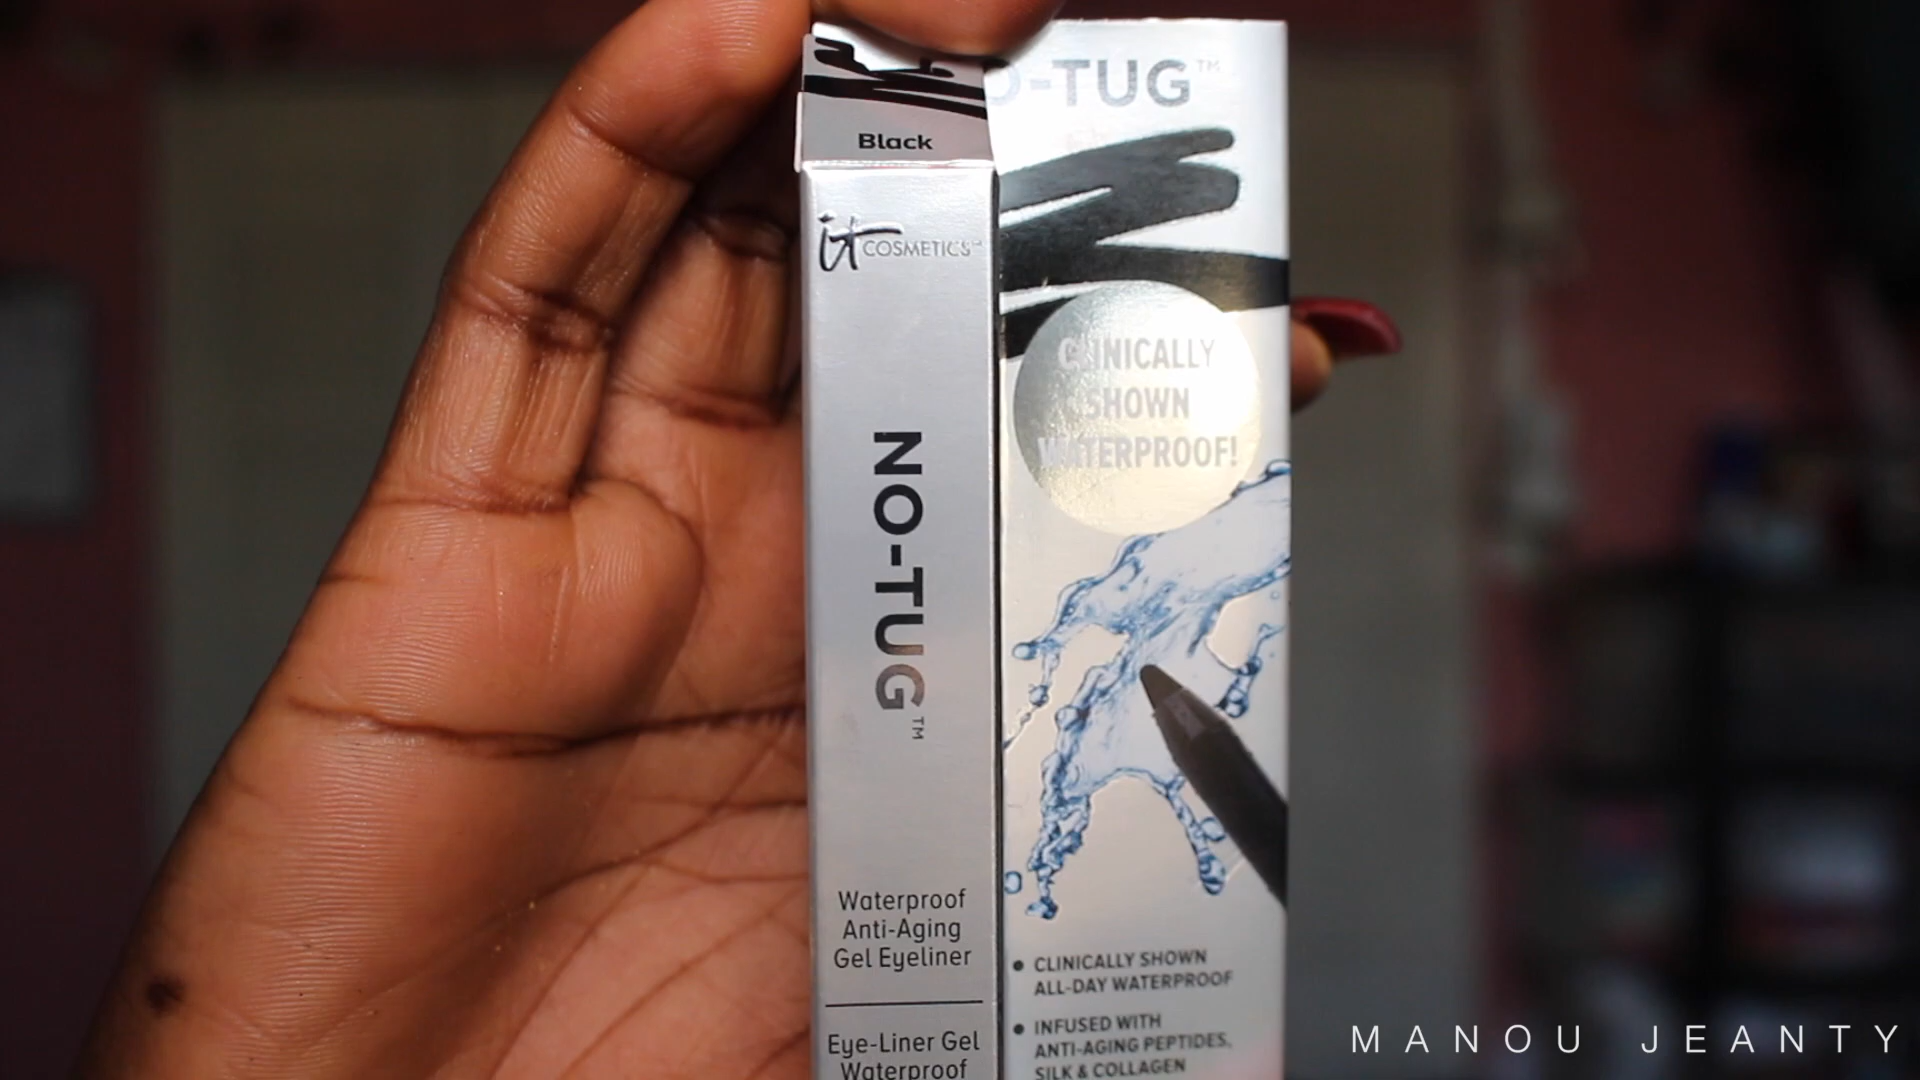 Black
it COSMETICS™
NO-TUG™
Waterproof
Anti-Aging
Gel Eyeliner
Eye-Liner Gel
Waterproof
O-TUG™
CLINICALLY
SHOWN
WATERPROOF!
• CLINICALLY SHOWN
ALL-DAY WATERPROOF
• INFUSED WITH
ANTI-AGING PEPTIDES,
SILK & COLLAGEN
MANOU JEANTY